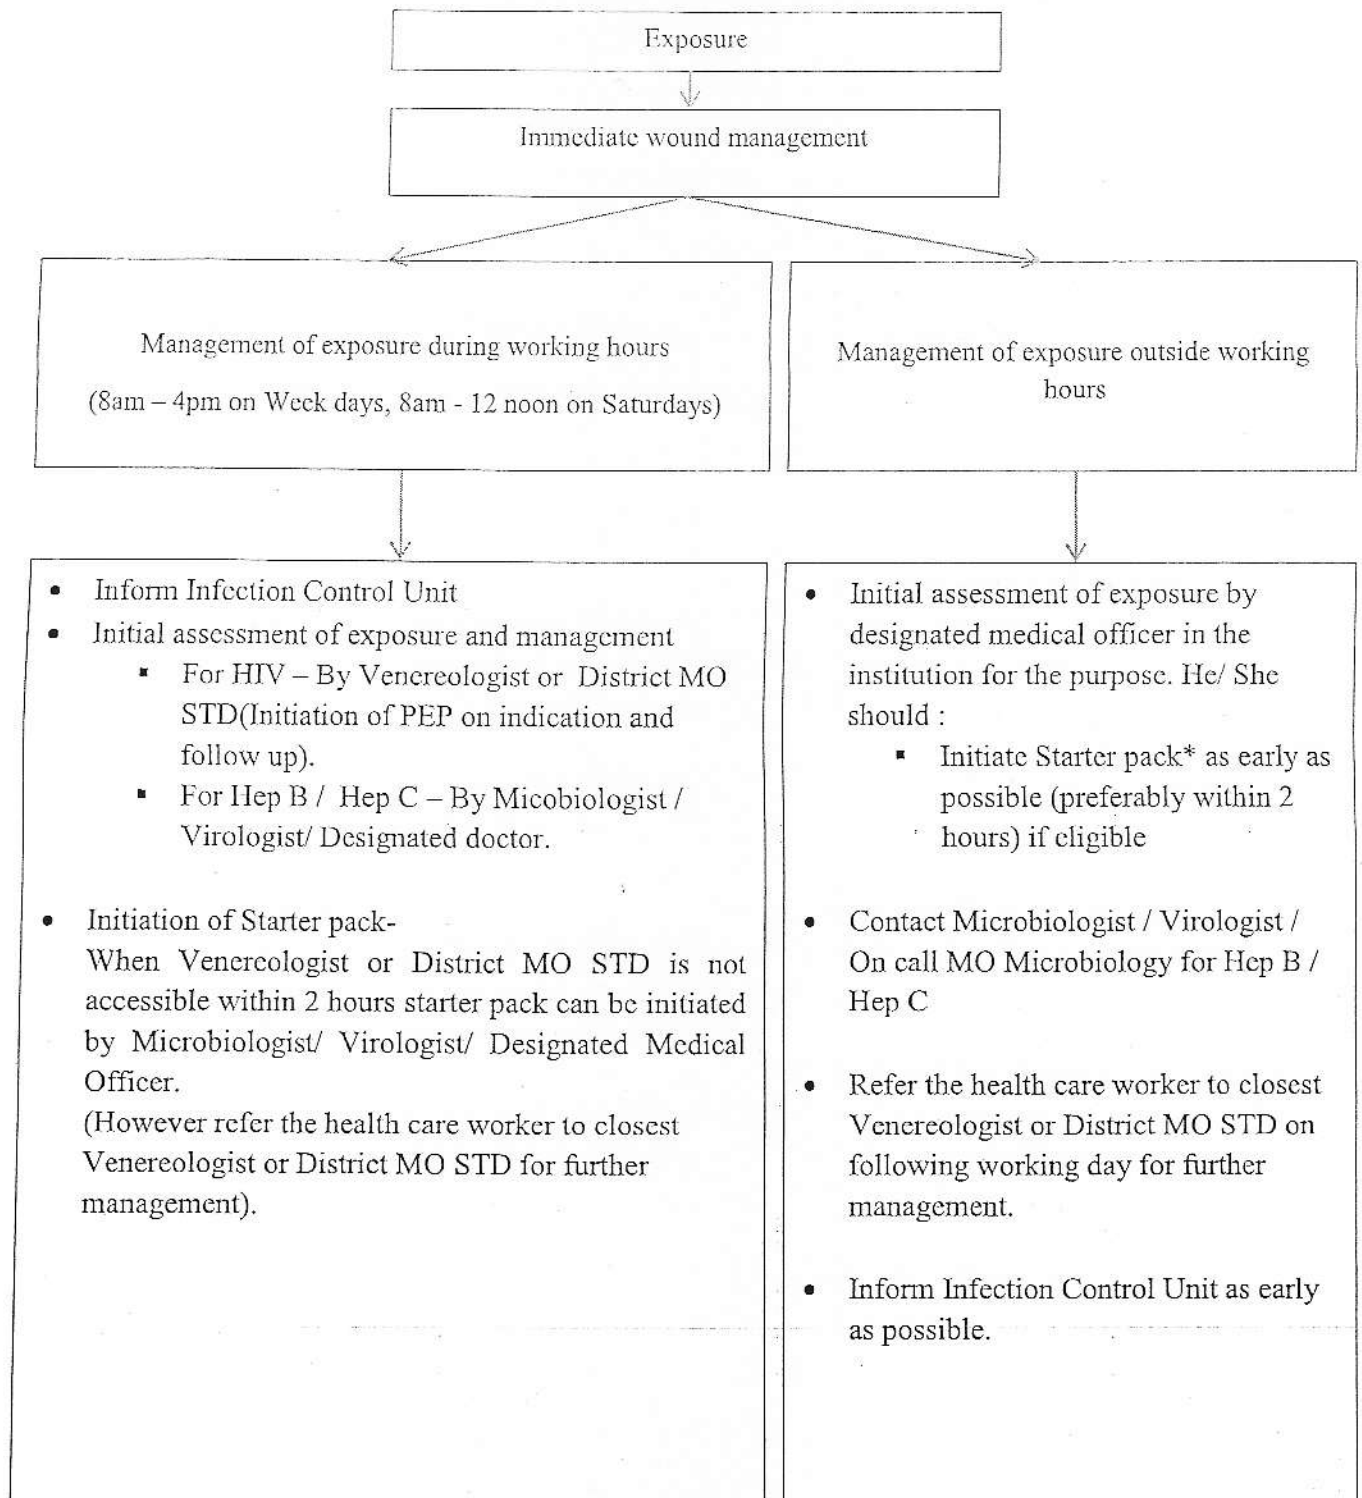 Exposure
Immediate wound management
Management of exposure during working hours
(8am – 4pm on Week days, 8am - 12 noon on Saturdays)
Management of exposure outside working
hours
• Inform Infection Control Unit
• Initial assessment of exposure and management
▪ For HIV – By Venereologist or District MO
STD(Initiation of PEP on indication and
follow up).
▪ For Hep B / Hep C – By Micobiologist /
Virologist/ Designated doctor.
• Initiation of Starter pack-
When Venereologist or District MO STD is not
accessible within 2 hours starter pack can be initiated
by Microbiologist/ Virologist/ Designated Medical
Officer.
(However refer the health care worker to closest
Venereologist or District MO STD for further
management).
• Initial assessment of exposure by
designated medical officer in the
institution for the purpose. He/ She
should :
▪ Initiate Starter pack* as early as
possible (preferably within 2
hours) if eligible
• Contact Microbiologist / Virologist /
On call MO Microbiology for Hep B /
Hep C
• Refer the health care worker to closest
Venereologist or District MO STD on
following working day for further
management.
• Inform Infection Control Unit as early
as possible.